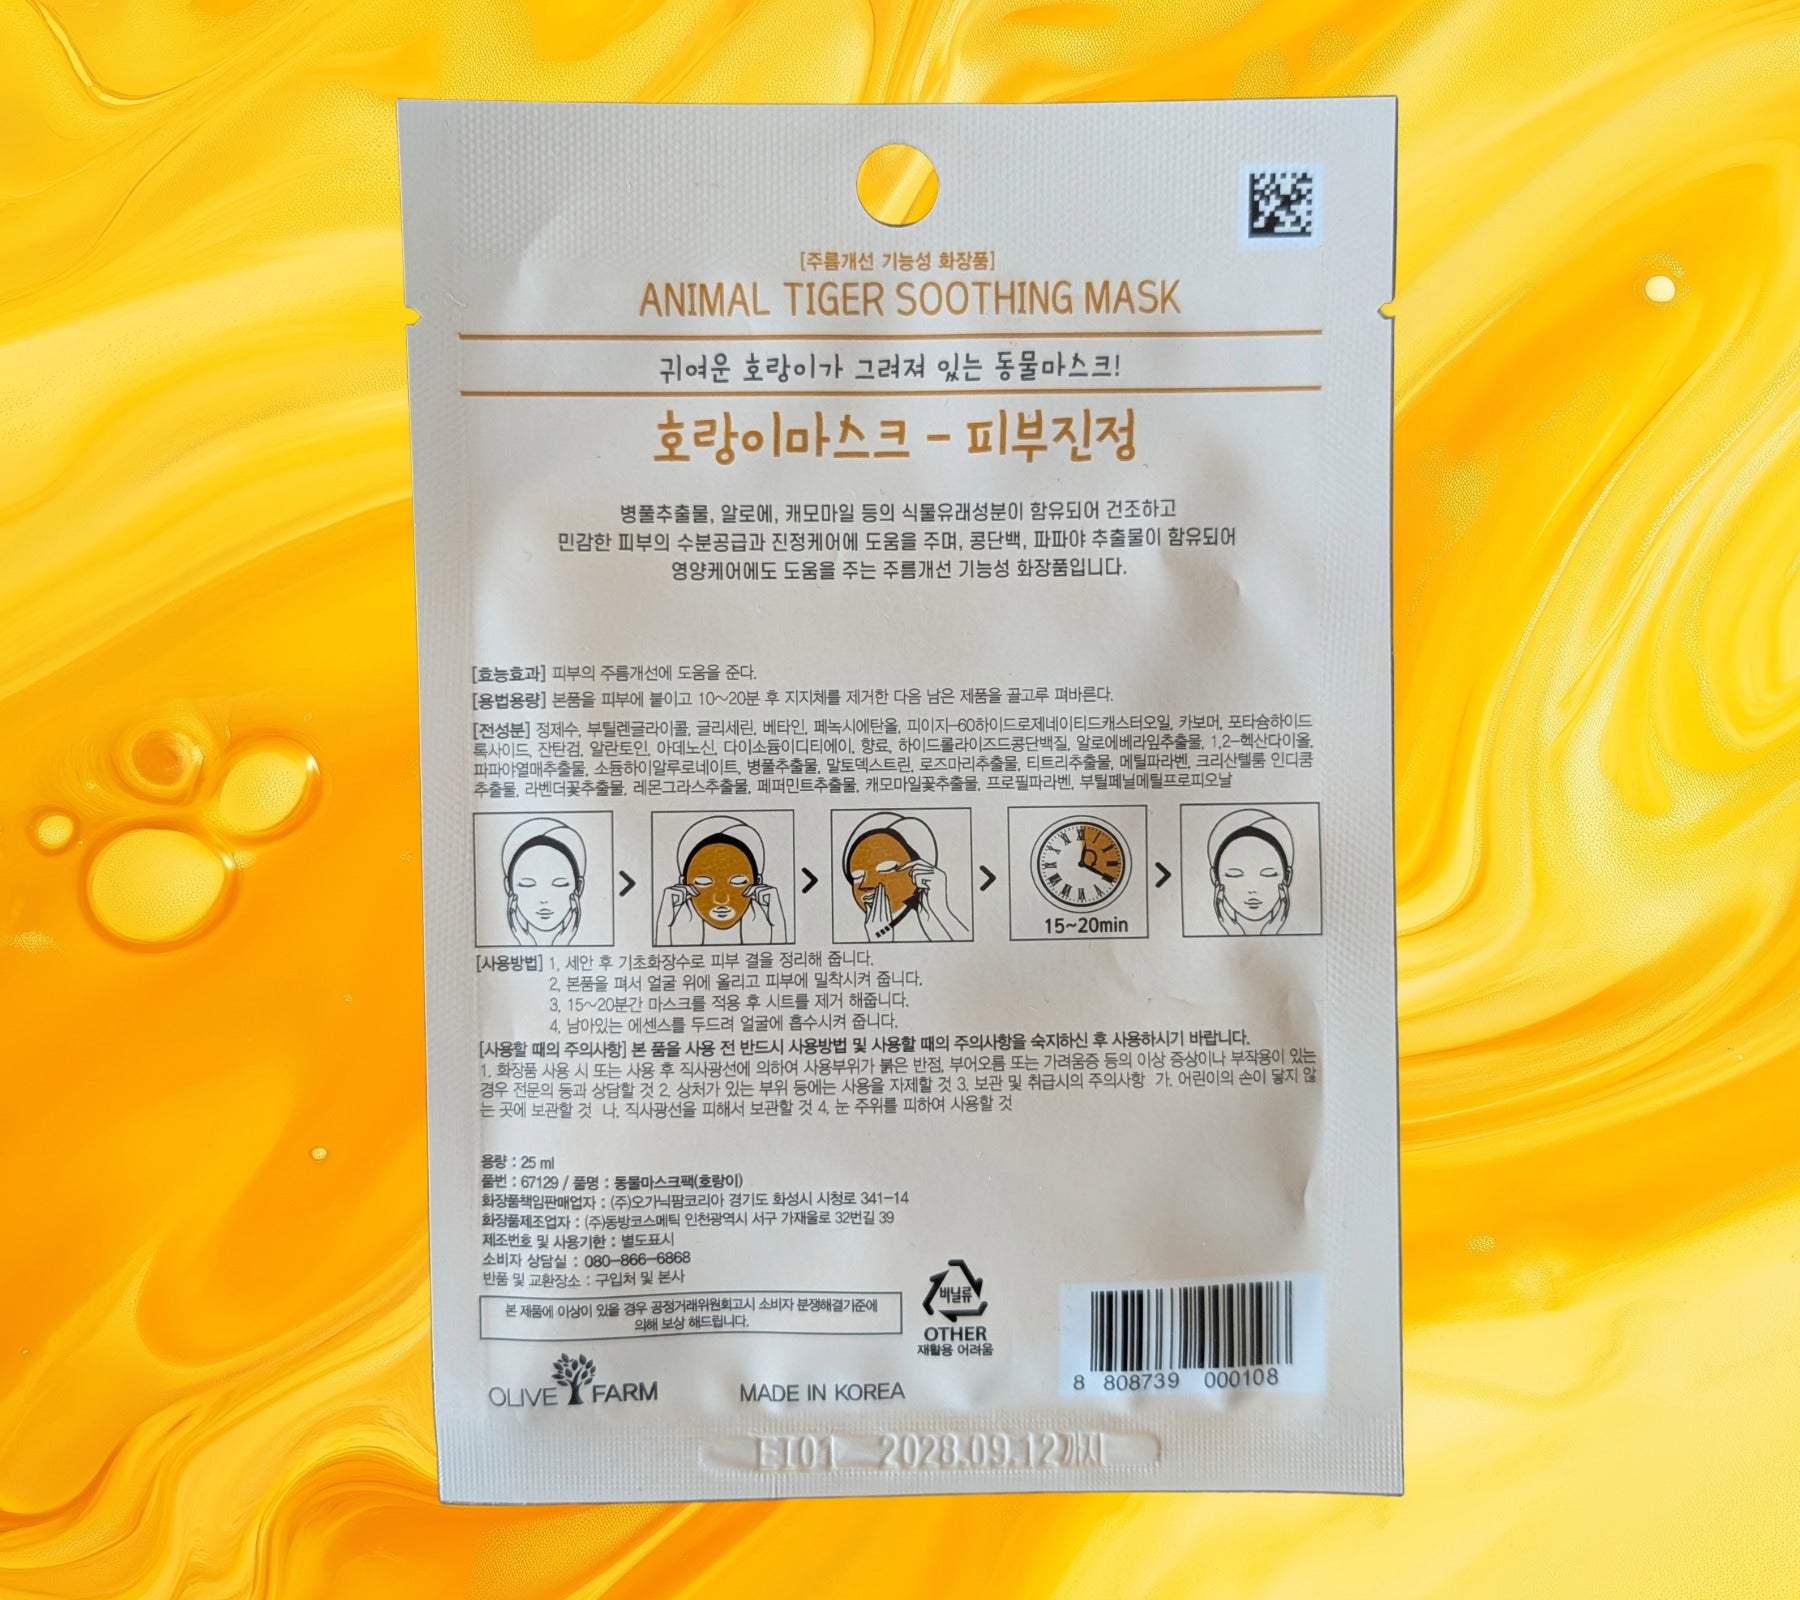 [주름개선 기능성 화장품]
ANIMAL TIGER SOOTHING MASK
귀여운 호랑이가 그려져 있는 동물마스크!
호랑이마스크 - 피부진정
병풀추출물, 알로에, 캐모마일 등의 식물유래성분이 함유되어 건조하고
민감한 피부의 수분공급과 진정케어에 도움을 주며, 콩단백, 파파야 추출물이 함유되어
영양케어에도 도움을 주는 주름개선 기능성 화장품입니다.
[효능효과] 피부의 주름개선에 도움을 준다.
[용법용량] 본품을 피부에 붙이고 10~20분 후 지지체를 제거한 다음 남은 제품을 골고루 펴바른다.
[전성분] 정제수, 부틸렌글라이콜, 글리세린, 베타인, 페녹시에탄올, 피이지-60하이드로제네이티드캐스터오일, 카보머, 포타슘하이드
록사이드, 잔탄검, 알란토인, 아데노신, 다이소듐이디티에이, 향료, 하이드롤라이즈드콩단백질, 알로에베라잎추출물, 1,2-헥산다이올,
파파야열매추출물, 소듐하이알루로네이트, 병풀추출물, 말토덱스트린, 로즈마리추출물, 티트리추출물, 메틸파라벤, 크리산텔룸 인디쿰
추출물, 라벤더꽃추출물, 레몬그라스추출물, 페퍼민트추출물, 캐모마일꽃추출물, 프로필파라벤, 부틸페닐메틸프로피오날
15~20min
[사용방법] 1. 세안 후 기초화장수로 피부 결을 정리해 줍니다.
2. 본품을 펴서 얼굴 위에 올리고 피부에 밀착시켜 줍니다.
3. 15~20분간 마스크를 적용 후 시트를 제거 해줍니다.
4. 남아있는 에센스를 두드려 얼굴에 흡수시켜 줍니다.
[사용할 때의 주의사항] 본 품을 사용 전 반드시 사용방법 및 사용할 때의 주의사항을 숙지하신 후 사용하시기 바랍니다.
1. 화장품 사용 시 또는 사용 후 직사광선에 의하여 사용부위가 붉은 반점, 부어오름 또는 가려움증 등의 이상 증상이나 부작용이 있는
경우 전문의 등과 상담할 것 2. 상처가 있는 부위 등에는 사용을 자제할 것 3. 보관 및 취급시의 주의사항 가. 어린이의 손이 닿지 않
는 곳에 보관할 것 나. 직사광선을 피해서 보관할 것 4. 눈 주위를 피하여 사용할 것
용량 : 25 ml
품번 : 67129 / 품명 : 동물마스크팩(호랑이)
화장품책임판매업자 : (주)오가닉팜코리아 경기도 화성시 시청로 341-14
화장품제조업자 : (주)동방코스메틱 인천광역시 서구 가재울로 32번길 39
제조번호 및 사용기한 : 별도표시
소비자 상담실 : 080-866-6868
반품 및 교환장소 : 구입처 및 본사
본 제품에 이상이 있을 경우 공정거래위원회고시 소비자 분쟁해결기준에
의해 보상 해드립니다.
비닐류
OTHER
재활용 어려움
OLIVE FARM
MADE IN KOREA
8 808739 000108
EI01 2028.09.12까지